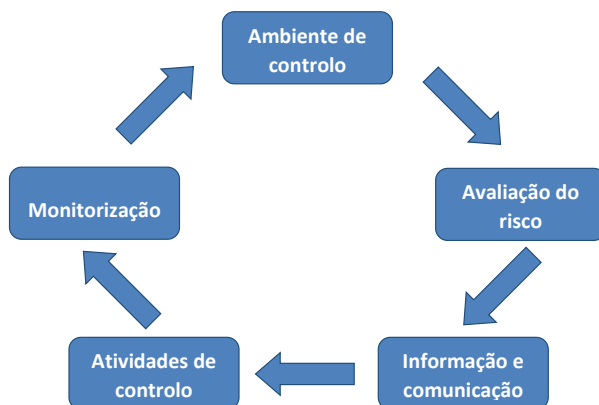 Ambiente de
controlo
Avaliação do
risco
Informação e
comunicação
Atividades de
controlo
Monitorização